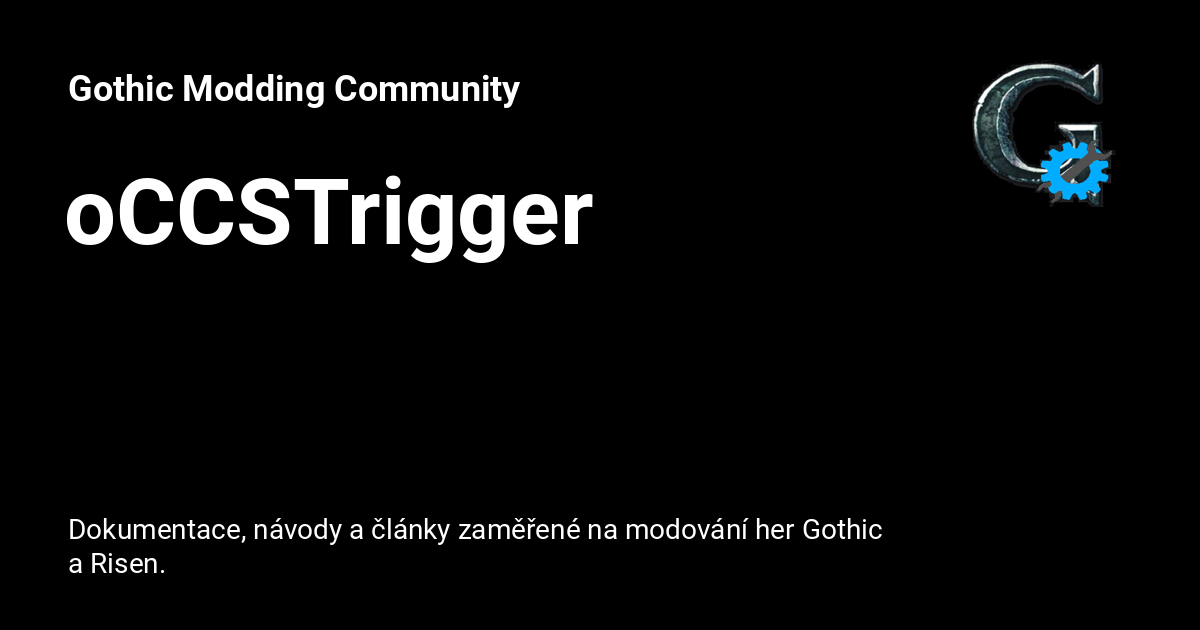 Gothic Modding Community
oCCSTrigger
Dokumentace, návody a články zaměřené na modování her Gothic
a Risen.